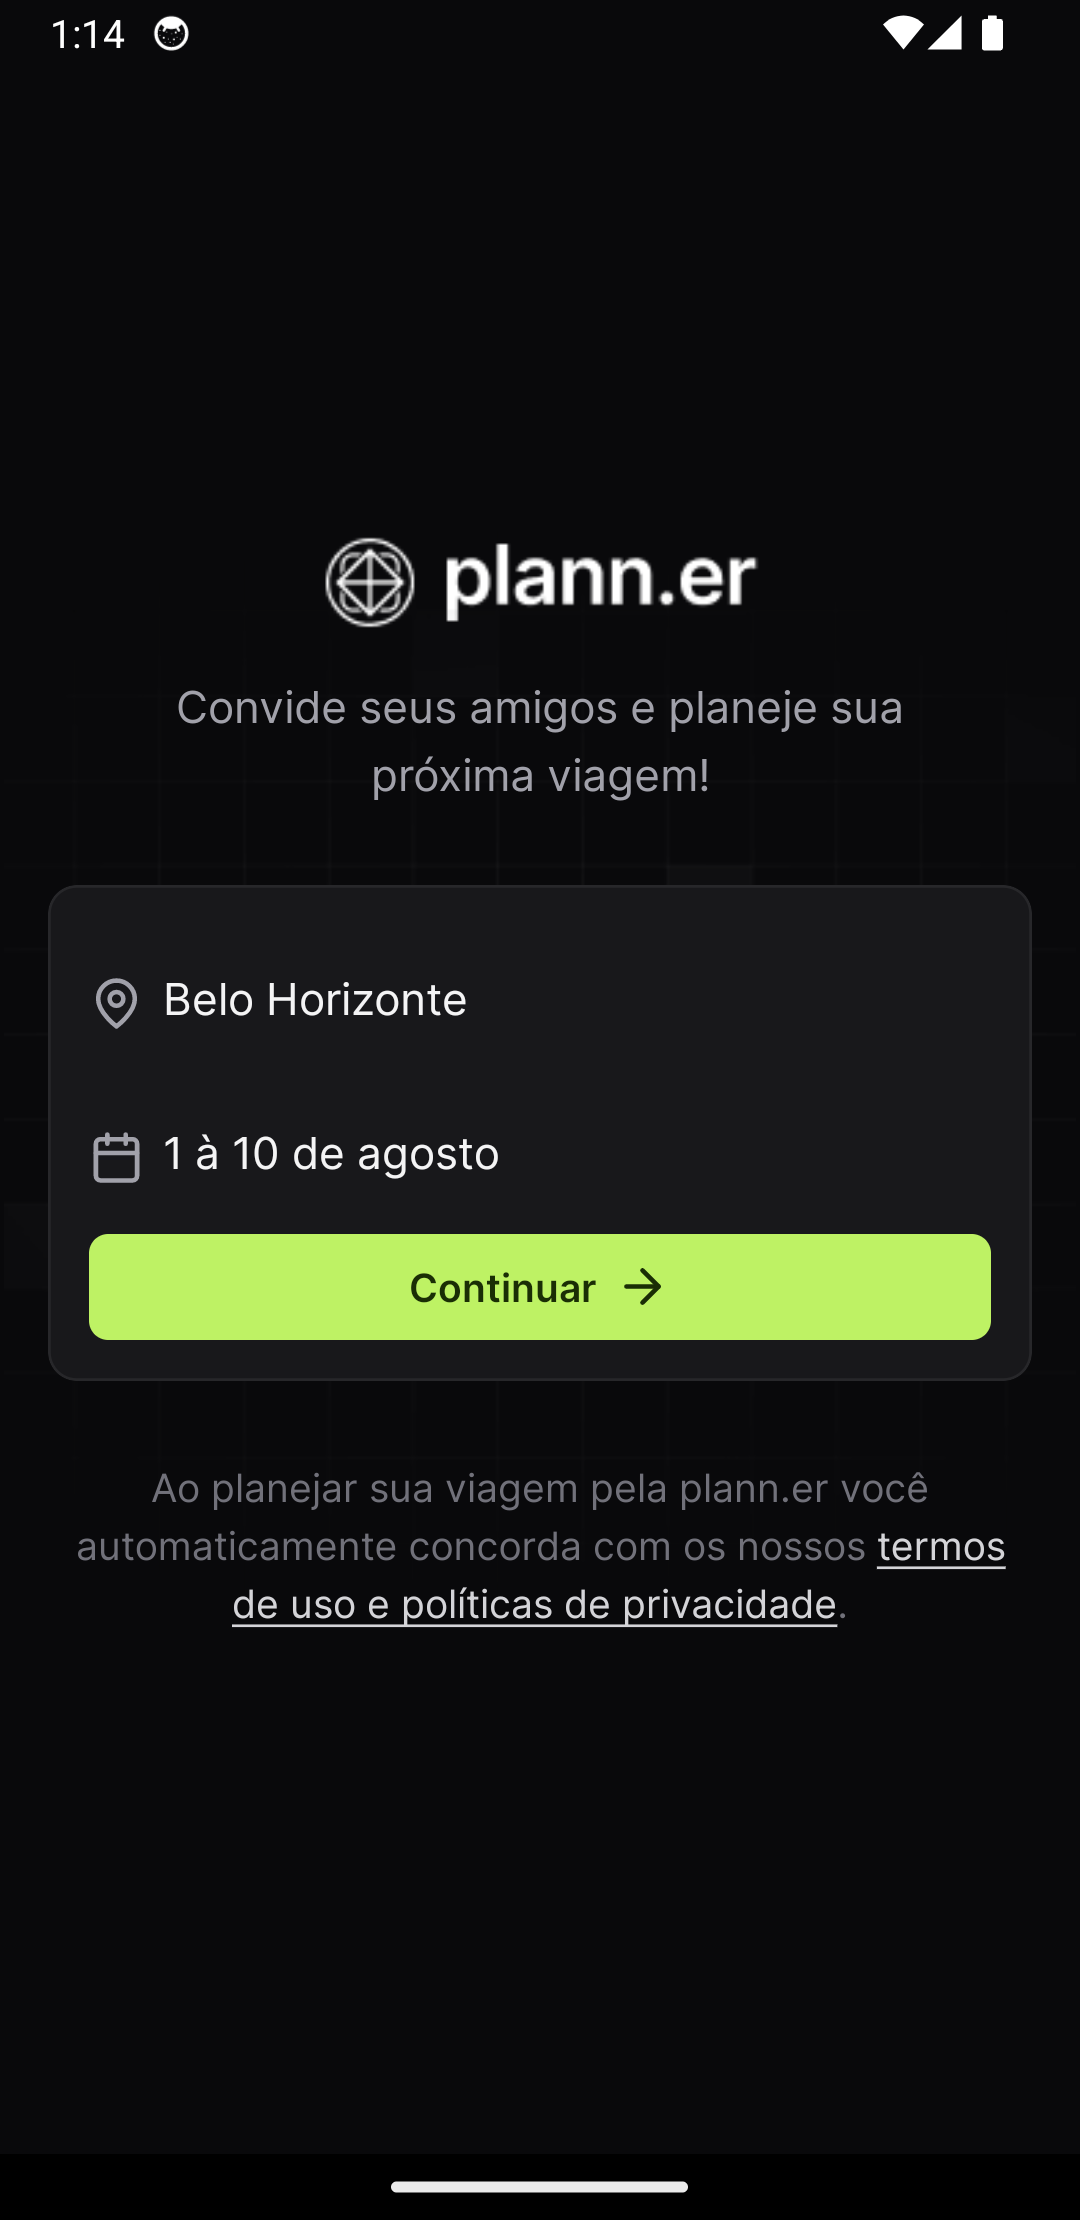 1:14
plann.er
Convide seus amigos e planeje sua
próxima viagem!
Belo Horizonte
1 à 10 de agosto
Continuar
Ao planejar sua viagem pela plann.er você
automaticamente concorda com os nossos termos
de uso e políticas de privacidade.